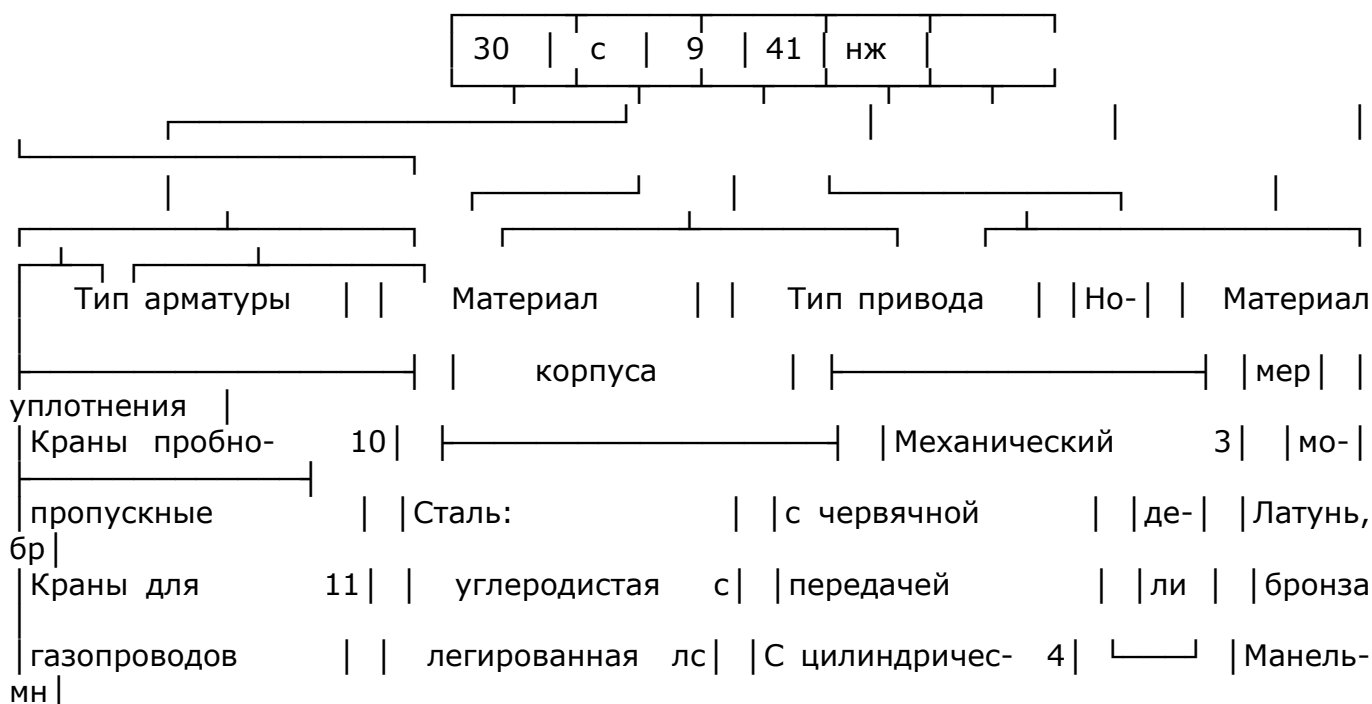 30 | с | 9 | 41 | нж |
Тип арматуры | | Материал | | Тип привода | |Но-| | Материал
| корпуса | |мер| |
уплотнения |
|Краны пробно- 10| |Механический 3| |мо-|
|пропускные | |Сталь: | |с червячной | |де-| |Латунь,
бр|
|Краны для 11| | углеродистая с| |передачей | |ли | |бронза
|газопроводов | | легированная лс| |С цилиндричес- 4| |Манель-
мн|